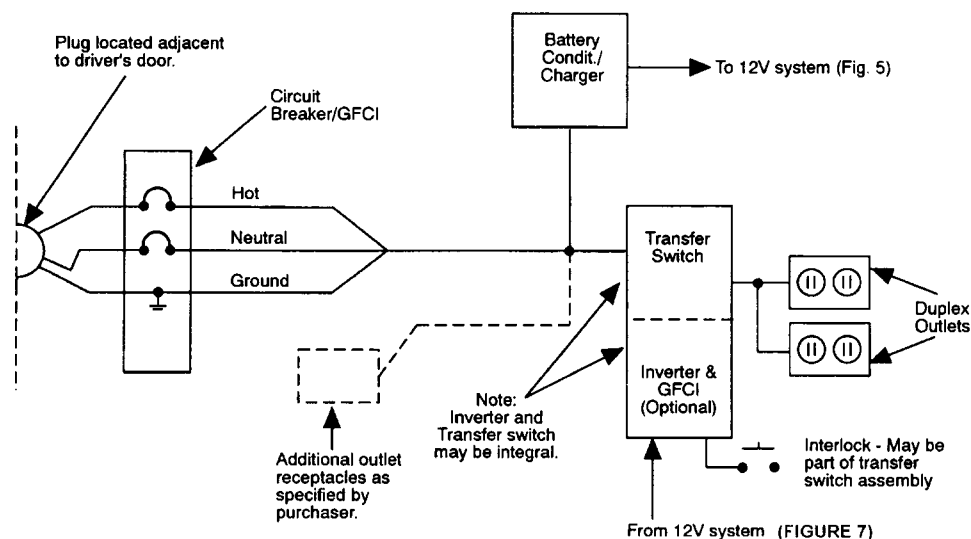 Plug located adjacent
to driver's door.
Circuit
Breaker/GFCI
Battery
Condit./
Charger
To 12V system (Fig. 5)
Hot
Neutral
Ground
Transfer
Switch
Duplex
Outlets
Inverter &
GFCI
(Optional)
Note:
Inverter and
Transfer switch
may be integral.
Additional outlet
receptacles as
specified by
purchaser.
Interlock - May be
part of transfer
switch assembly
From 12V system (FIGURE 7)